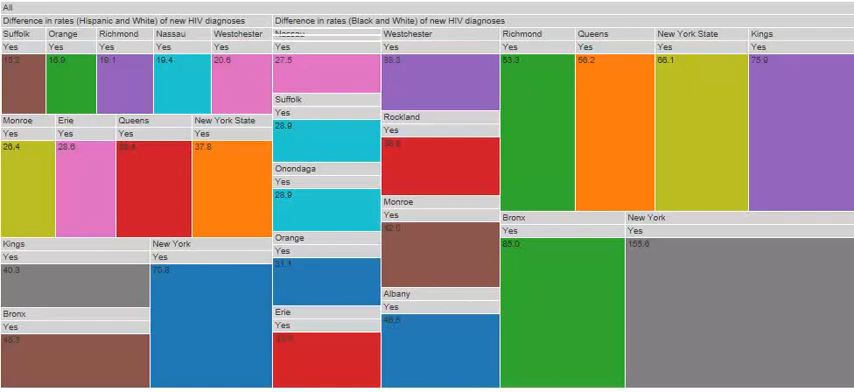 All
Difference in rates (Hispanic and White) of new HIV diagnoses
Suffolk Orange Richmond Nassau Westchester
Yes Yes Yes Yes Yes
15.2 16.9 19.1 19.4 20.6
Monroe Erie Queens New York State
Yes Yes Yes Yes
26.4 28.6 37.8
Kings New York
Yes Yes
40.3 70.8
Bronx
Yes
45.3
Difference in rates (Black and White) of new HIV diagnoses
Nassau Westchester Richmond Queens New York State Kings
Yes Yes Yes Yes Yes Yes
27.5 53.3 56.2 66.1 75.9
Suffolk
Yes
28.9
Onondaga
Yes
28.9
Orange
Yes
31.1
Erie
Yes
Rockland
Yes
Monroe
Yes
Albany
Yes
Bronx New York
Yes Yes
85.0 155.6